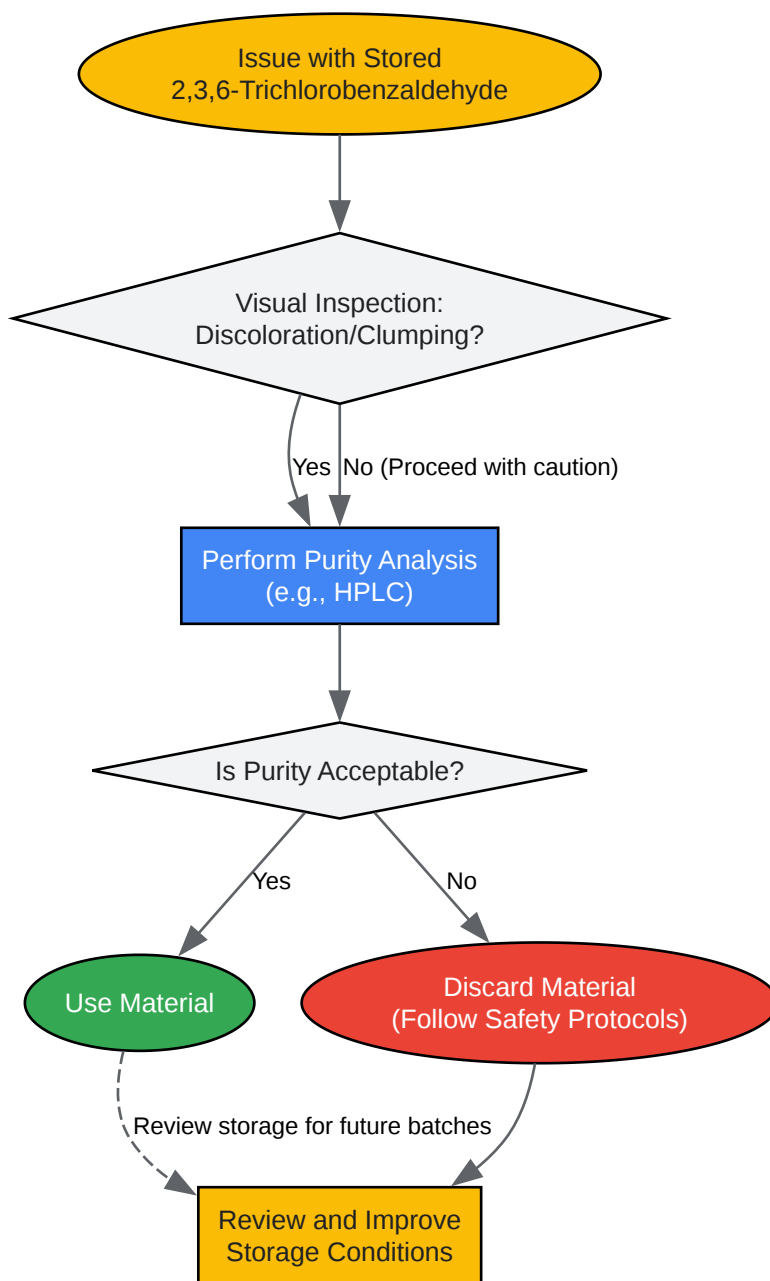 Issue with Stored
2,3,6-Trichlorobenzaldehyde
Visual Inspection:
Discoloration/Clumping?
Yes
No (Proceed with caution)
Perform Purity Analysis
(e.g., HPLC)
Is Purity Acceptable?
Yes
No
Use Material
Discard Material
(Follow Safety Protocols)
Review storage for future batches
Review and Improve
Storage Conditions